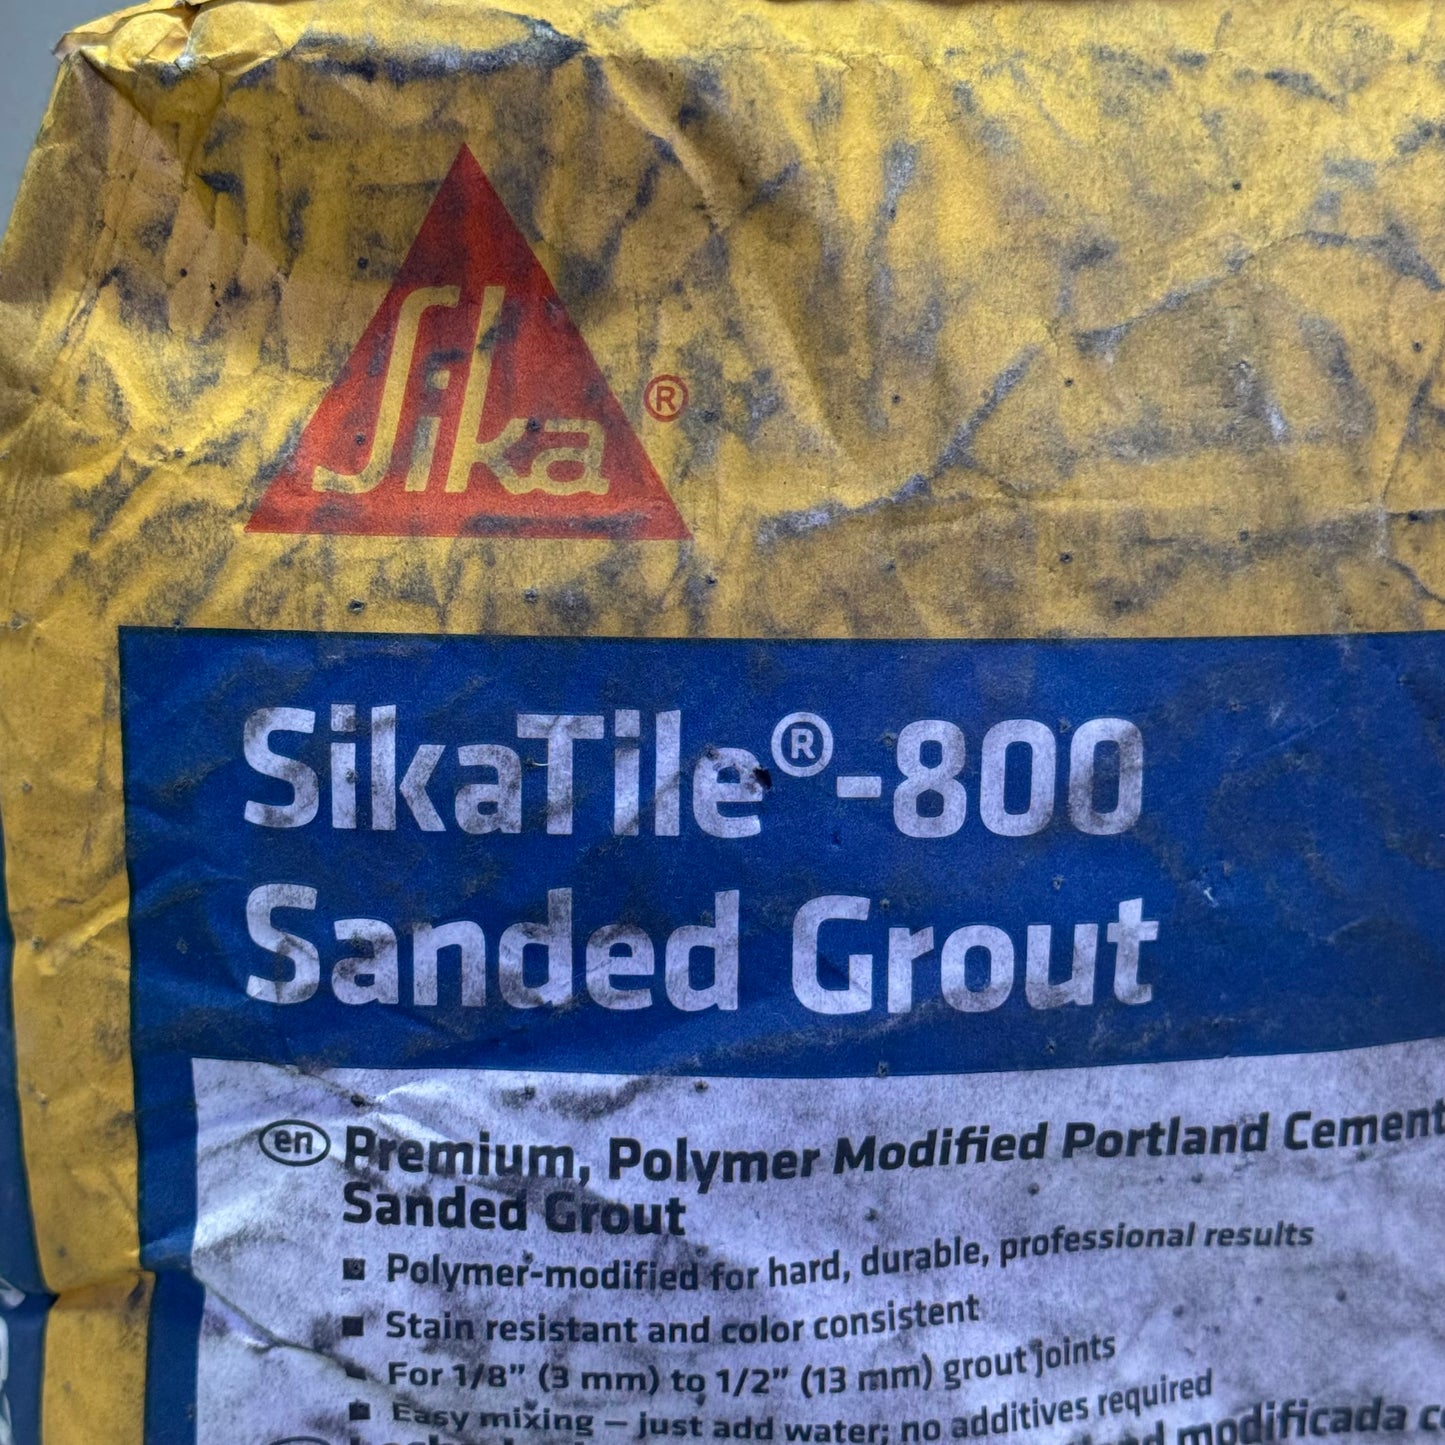 Sika®
SikaTile®-800
Sanded Grout
en Premium, Polymer Modified Portland Cement
Sanded Grout
Polymer-modified for hard, durable, professional results
Stain resistant and color consistent
For 1/8” (3 mm) to 1/2” (13 mm) grout joints
Easy mixing – just add water; no additives required
modificada